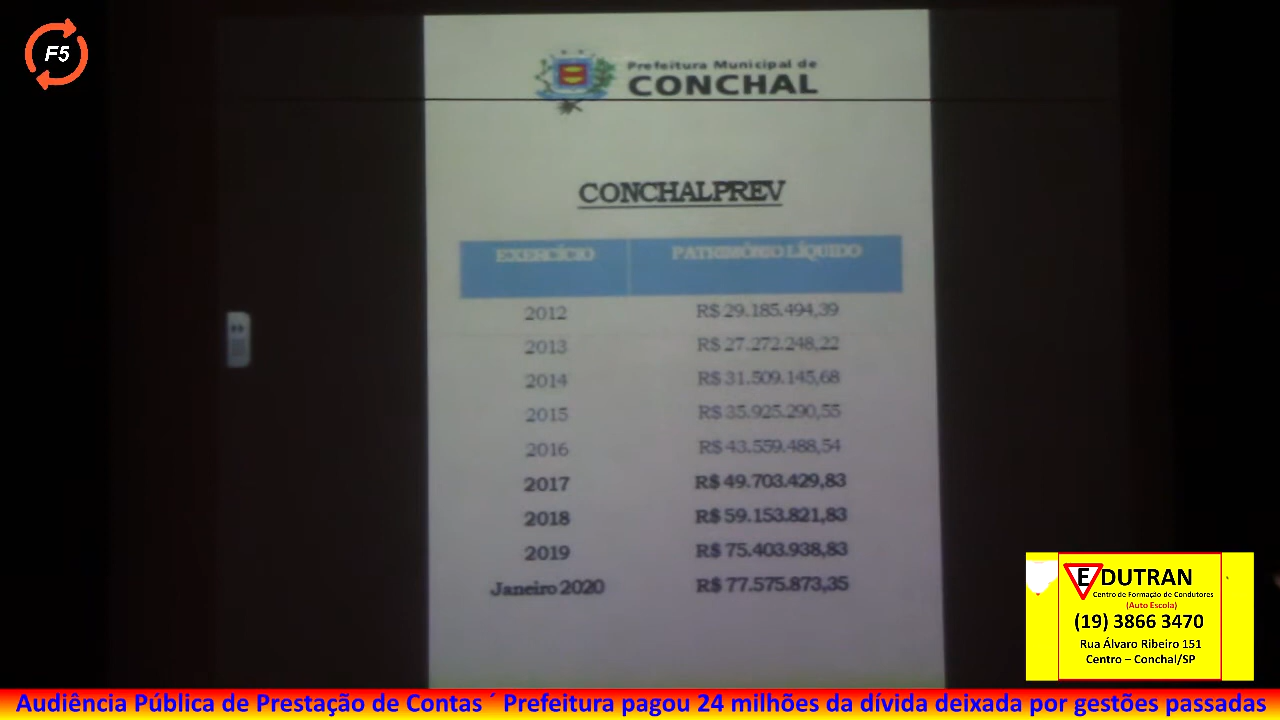 F5
Prefeitura Municipal de
CONCHAL
CONCHALPREV
EXERCÍCIO PATRIMÔNIO LÍQUIDO
2012 R$ 29.185.494,39
2013 R$ 27.272.248,22
2014 R$ 31.509.145,68
2015 R$ 35.925.290,55
2016 R$ 43.559.488,54
2017 R$ 49.703.429,83
2018 R$ 59.153.821,83
2019 R$ 75.403.938,83
Janeiro 2020 R$ 77.575.873,35
EDUTRAN
Centro de Formação de Condutores
(Auto Escola)
(19) 3866 3470
Rua Álvaro Ribeiro 151
Centro – Conchal/SP
Audiência Pública de Prestação de Contas ´ Prefeitura pagou 24 milhões da dívida deixada por gestões passadas